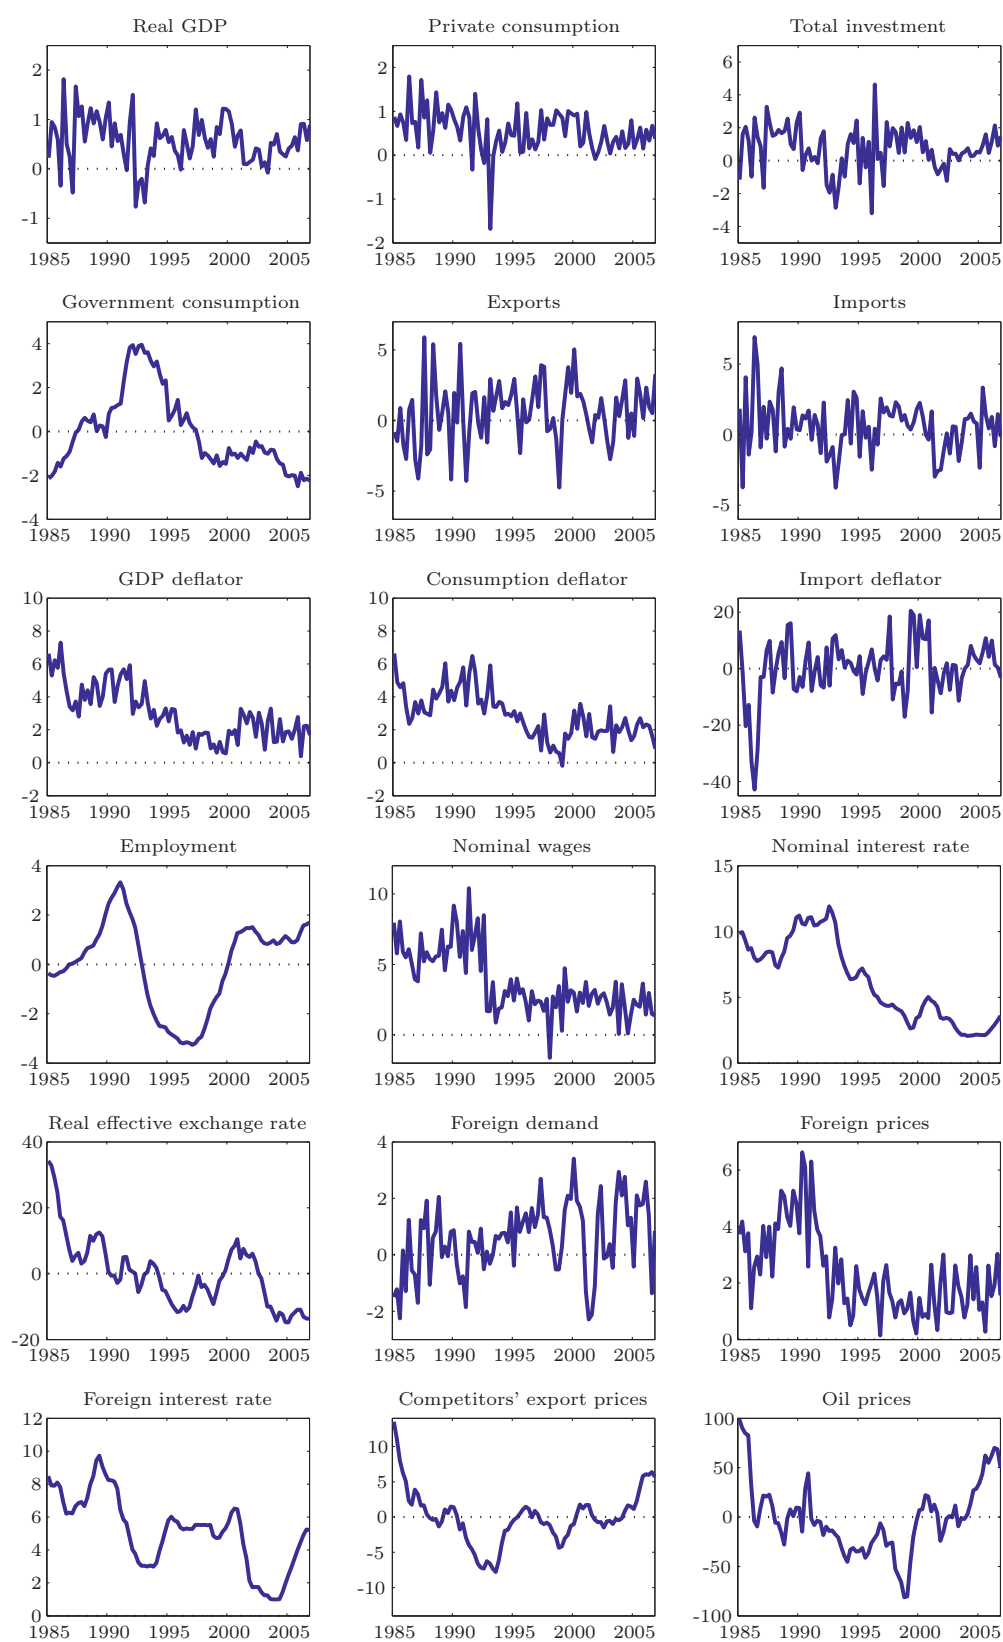 Real GDP
Private consumption
Total investment
2
1
0
-1
1985 1990 1995 2000 2005
2
1
0
-1
-2
1985 1990 1995 2000 2005
6
4
2
0
-2
-4
1985 1990 1995 2000 2005
Government consumption
Exports
Imports
4
2
0
-2
-4
1985 1990 1995 2000 2005
5
0
-5
1985 1990 1995 2000 2005
5
0
-5
1985 1990 1995 2000 2005
GDP deflator
Consumption deflator
Import deflator
10
8
6
4
2
0
-2
1985 1990 1995 2000 2005
10
8
6
4
2
0
-2
1985 1990 1995 2000 2005
20
0
-20
-40
1985 1990 1995 2000 2005
Employment
Nominal wages
Nominal interest rate
4
2
0
-2
-4
1985 1990 1995 2000 2005
10
5
0
1985 1990 1995 2000 2005
15
10
5
0
1985 1990 1995 2000 2005
Real effective exchange rate
Foreign demand
Foreign prices
40
20
0
-20
1985 1990 1995 2000 2005
4
2
0
-2
1985 1990 1995 2000 2005
6
4
2
0
1985 1990 1995 2000 2005
Foreign interest rate
Competitors' export prices
Oil prices
12
10
8
6
4
2
0
1985 1990 1995 2000 2005
10
5
0
-5
-10
1985 1990 1995 2000 2005
100
50
0
-50
-100
1985 1990 1995 2000 2005